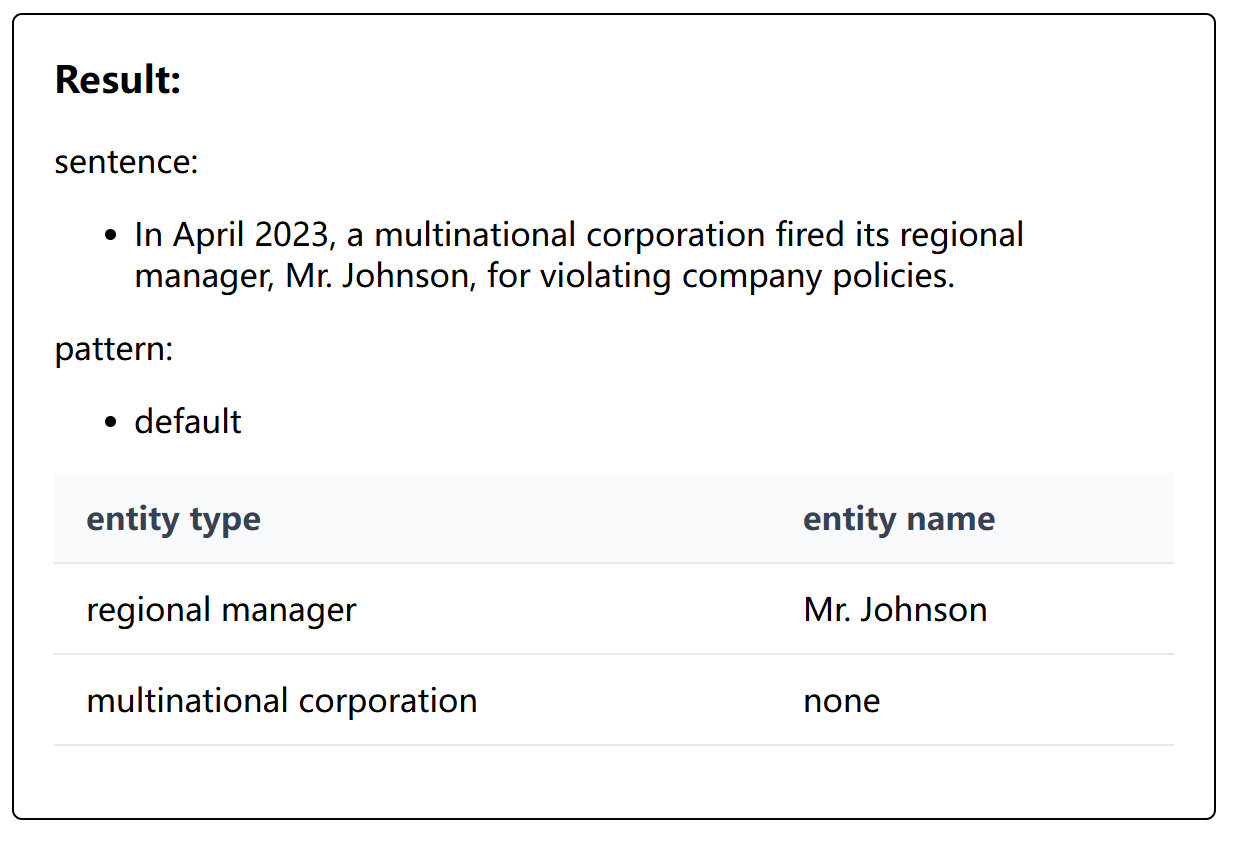 Result:
sentence:
• In April 2023, a multinational corporation fired its regional
manager, Mr. Johnson, for violating company policies.
pattern:
• default
entity type entity name
regional manager Mr. Johnson
multinational corporation none